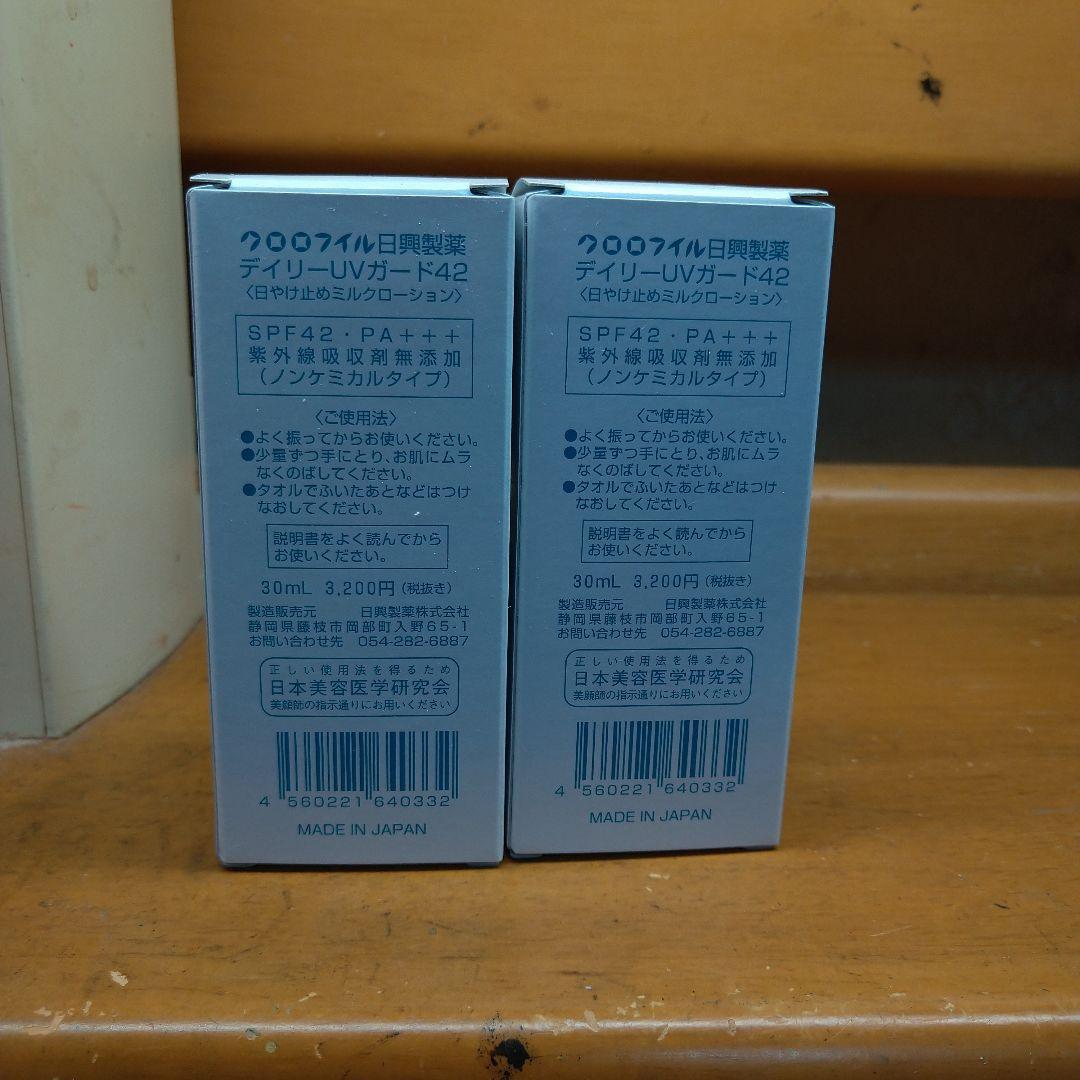 クロロフイル日興製薬
デイリーUVガード42
〈日やけ止めミルクローション〉
SPF42・PA+++
紫外線吸収剤無添加
(ノンケミカルタイプ)
〈ご使用法〉
●よく振ってからお使いください。
●少量ずつ手にとり、お肌にムラ
なくのばしてください。
●タオルでふいたあとなどはつけ
なおしてください。
説明書をよく読んでから
お使いください。
30mL 3,200円(税抜き)
製造販売元 日興製薬株式会社
静岡県藤枝市岡部町入野65-1
お問い合わせ先 054-282-6887
正しい使用法を得るため
日本美容医学研究会
美顔師の指示通りにお用いください
4 560221 640332
MADE IN JAPAN
クロロフイル日興製薬
デイリーUVガード42
〈日やけ止めミルクローション〉
SPF42・PA+++
紫外線吸収剤無添加
(ノンケミカルタイプ)
〈ご使用法〉
●よく振ってからお使いください。
●少量ずつ手にとり、お肌にムラ
なくのばしてください。
●タオルでふいたあとなどはつけ
なおしてください。
説明書をよく読んでから
お使いください。
30mL 3,200円(税抜き)
製造販売元 日興製薬株式会社
静岡県藤枝市岡部町入野65-1
お問い合わせ先 054-282-6887
正しい使用法を得るため
日本美容医学研究会
美顔師の指示通りにお用いください
4 560221 640332
MADE IN JAPAN